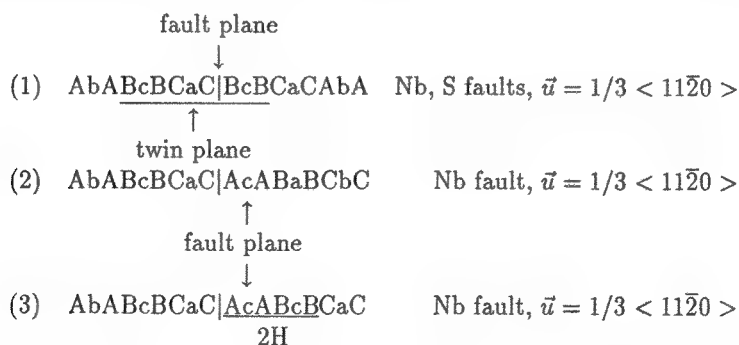 fault plane
↓
(1) AbABcBCaC|BcBCaCAbA Nb, S faults, u⃗ = 1/3 < 112̅0 >
↑
twin plane
(2) AbABcBCaC|AcABaBCbC Nb fault, u⃗ = 1/3 < 112̅0 >
↑
fault plane
↓
(3) AbABcBCaC|AcABcBCaC Nb fault, u⃗ = 1/3 < 112̅0 >
2H